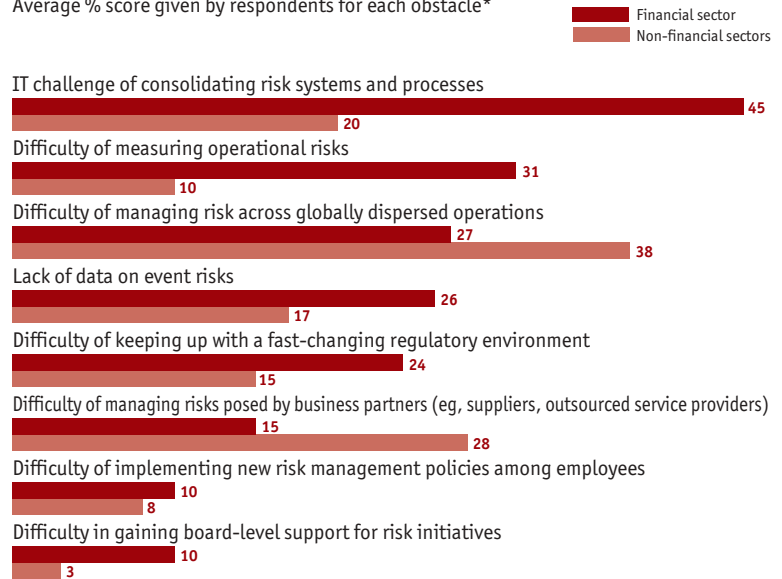 Average % score given by respondents for each obstacle*
Financial sector
Non-financial sectors
IT challenge of consolidating risk systems and processes
45
20
Difficulty of measuring operational risks
31
10
Difficulty of managing risk across globally dispersed operations
27
38
Lack of data on event risks
26
17
Difficulty of keeping up with a fast-changing regulatory environment
24
15
Difficulty of managing risks posed by business partners (eg, suppliers, outsourced service providers)
15
28
Difficulty of implementing new risk management policies among employees
10
8
Difficulty in gaining board-level support for risk initiatives
10
3